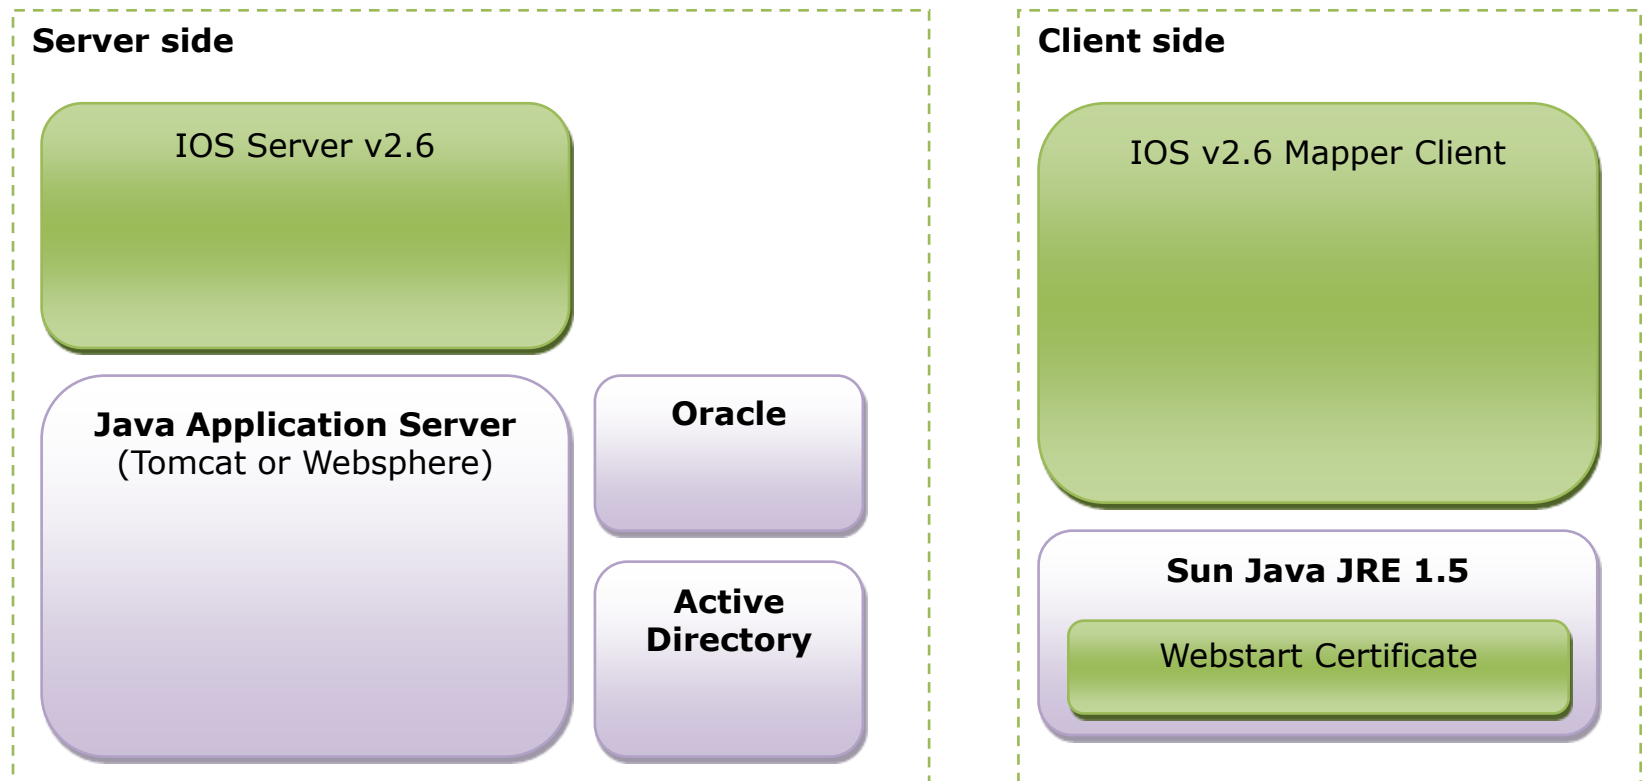 Server side
IOS Server v2.6
Java Application Server
(Tomcat or Websphere)
Oracle
Active
Directory
Client side
IOS v2.6 Mapper Client
Sun Java JRE 1.5
Webstart Certificate